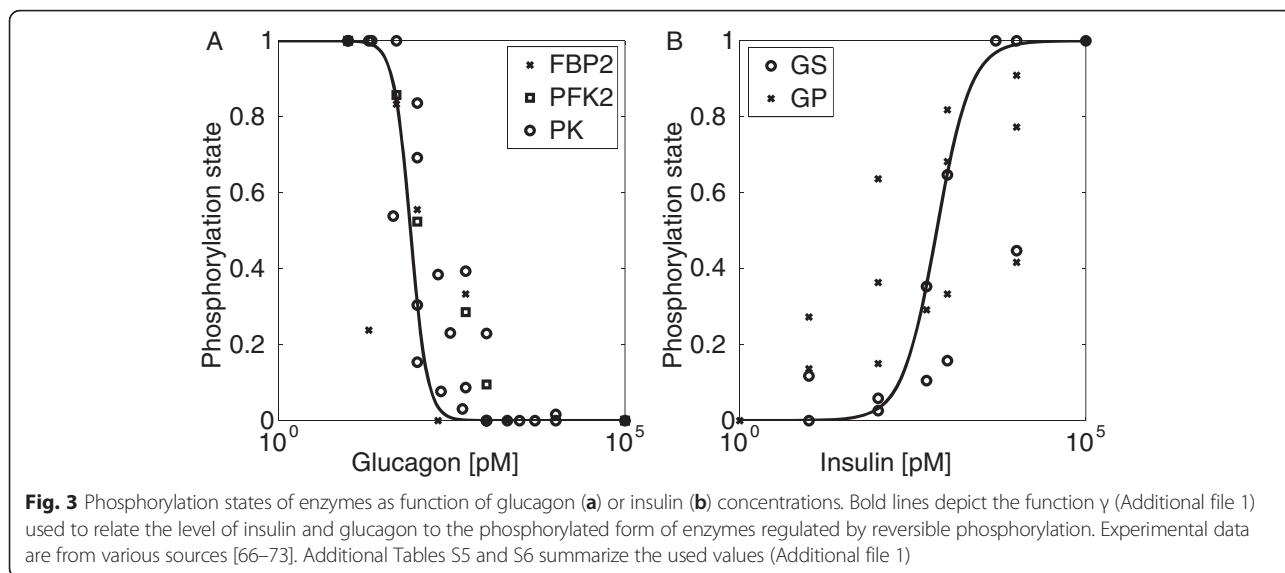 A
1
0.8
0.6
0.4
0.2
0
Phosphorylation state
10^0
10^5
Glucagon [pM]
FBP2
PFK2
PK
B
1
0.8
0.6
0.4
0.2
0
Phosphorylation state
10^0
10^5
Insulin [pM]
GS
GP
Fig. 3 Phosphorylation states of enzymes as function of glucagon (a) or insulin (b) concentrations. Bold lines depict the function γ (Additional file 1)
used to relate the level of insulin and glucagon to the phosphorylated form of enzymes regulated by reversible phosphorylation. Experimental data
are from various sources [66–73]. Additional Tables S5 and S6 summarize the used values (Additional file 1)